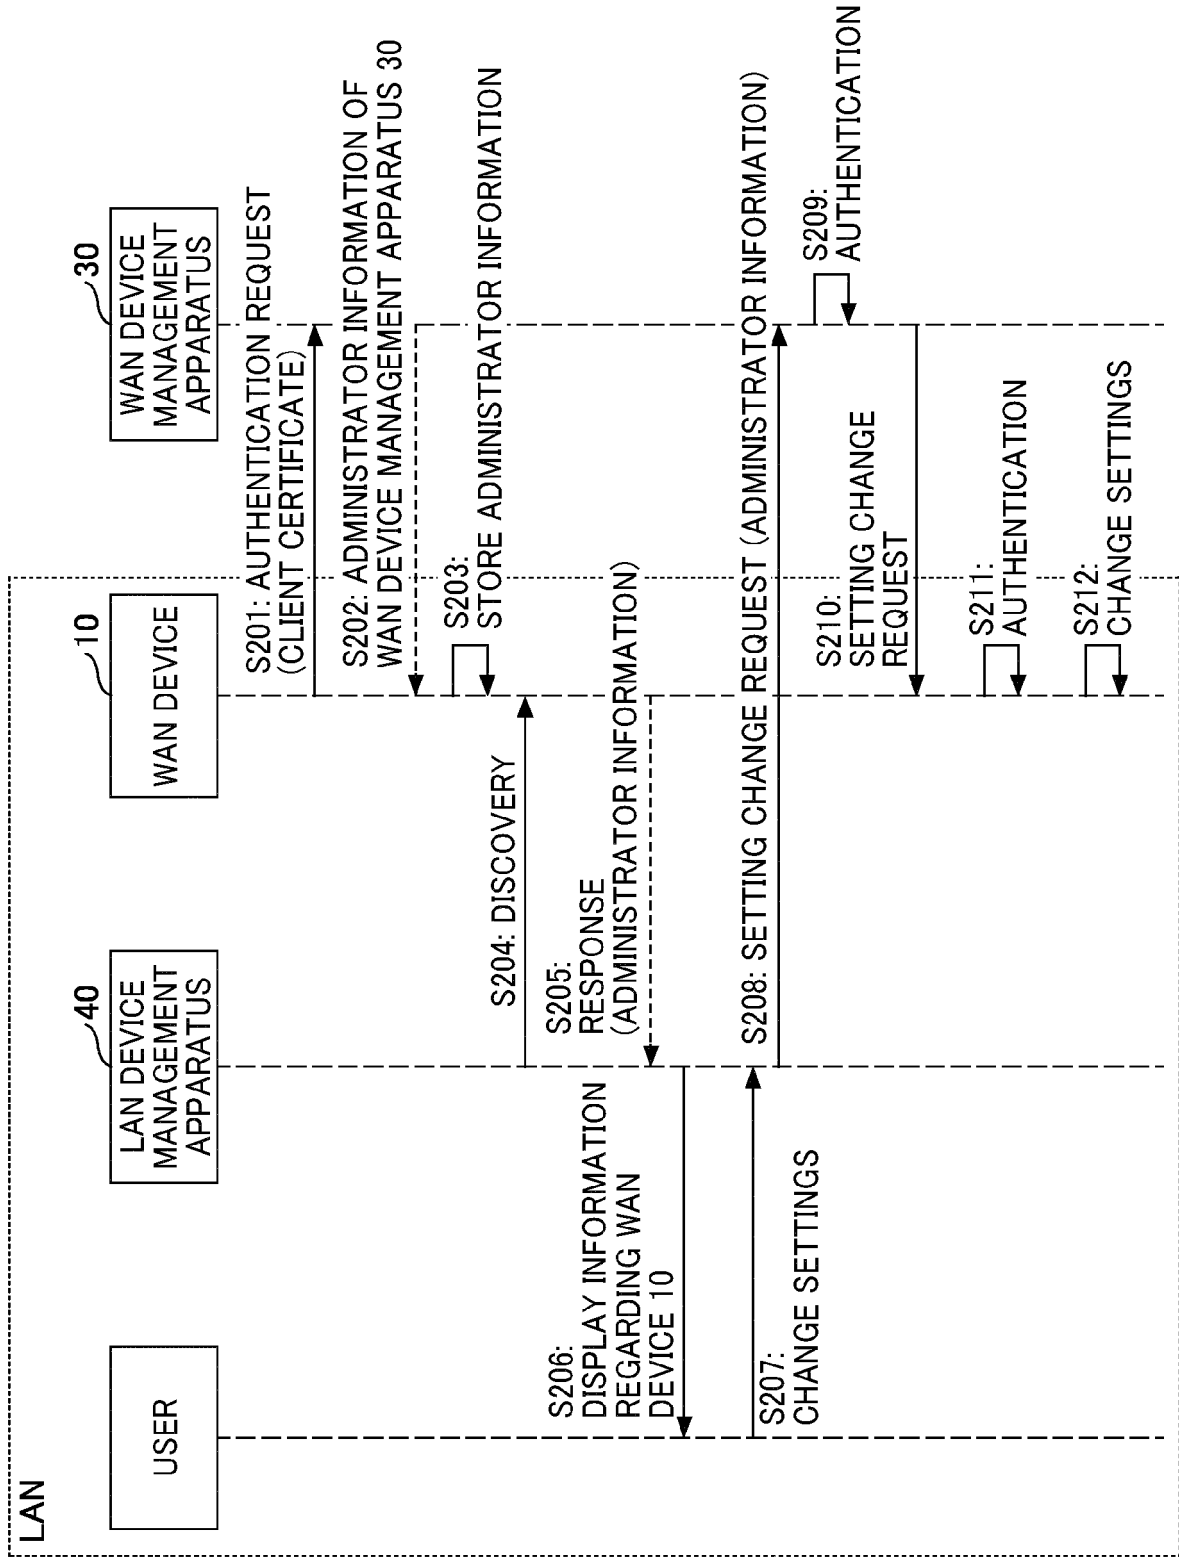 LAN
USER
40
LAN DEVICE
MANAGEMENT
APPARATUS
10
WAN DEVICE
30
WAN DEVICE
MANAGEMENT
APPARATUS
S201: AUTHENTICATION REQUEST
(CLIENT CERTIFICATE)
S202: ADMINISTRATOR INFORMATION OF
WAN DEVICE MANAGEMENT APPARATUS 30
S203:
STORE ADMINISTRATOR INFORMATION
S204: DISCOVERY
S205:
RESPONSE
(ADMINISTRATOR INFORMATION)
S206:
DISPLAY INFORMATION
REGARDING WAN
DEVICE 10
S207:
CHANGE SETTINGS
S208: SETTING CHANGE REQUEST (ADMINISTRATOR INFORMATION)
S209:
AUTHENTICATION
S210:
SETTING CHANGE
REQUEST
S211:
AUTHENTICATION
S212:
CHANGE SETTINGS